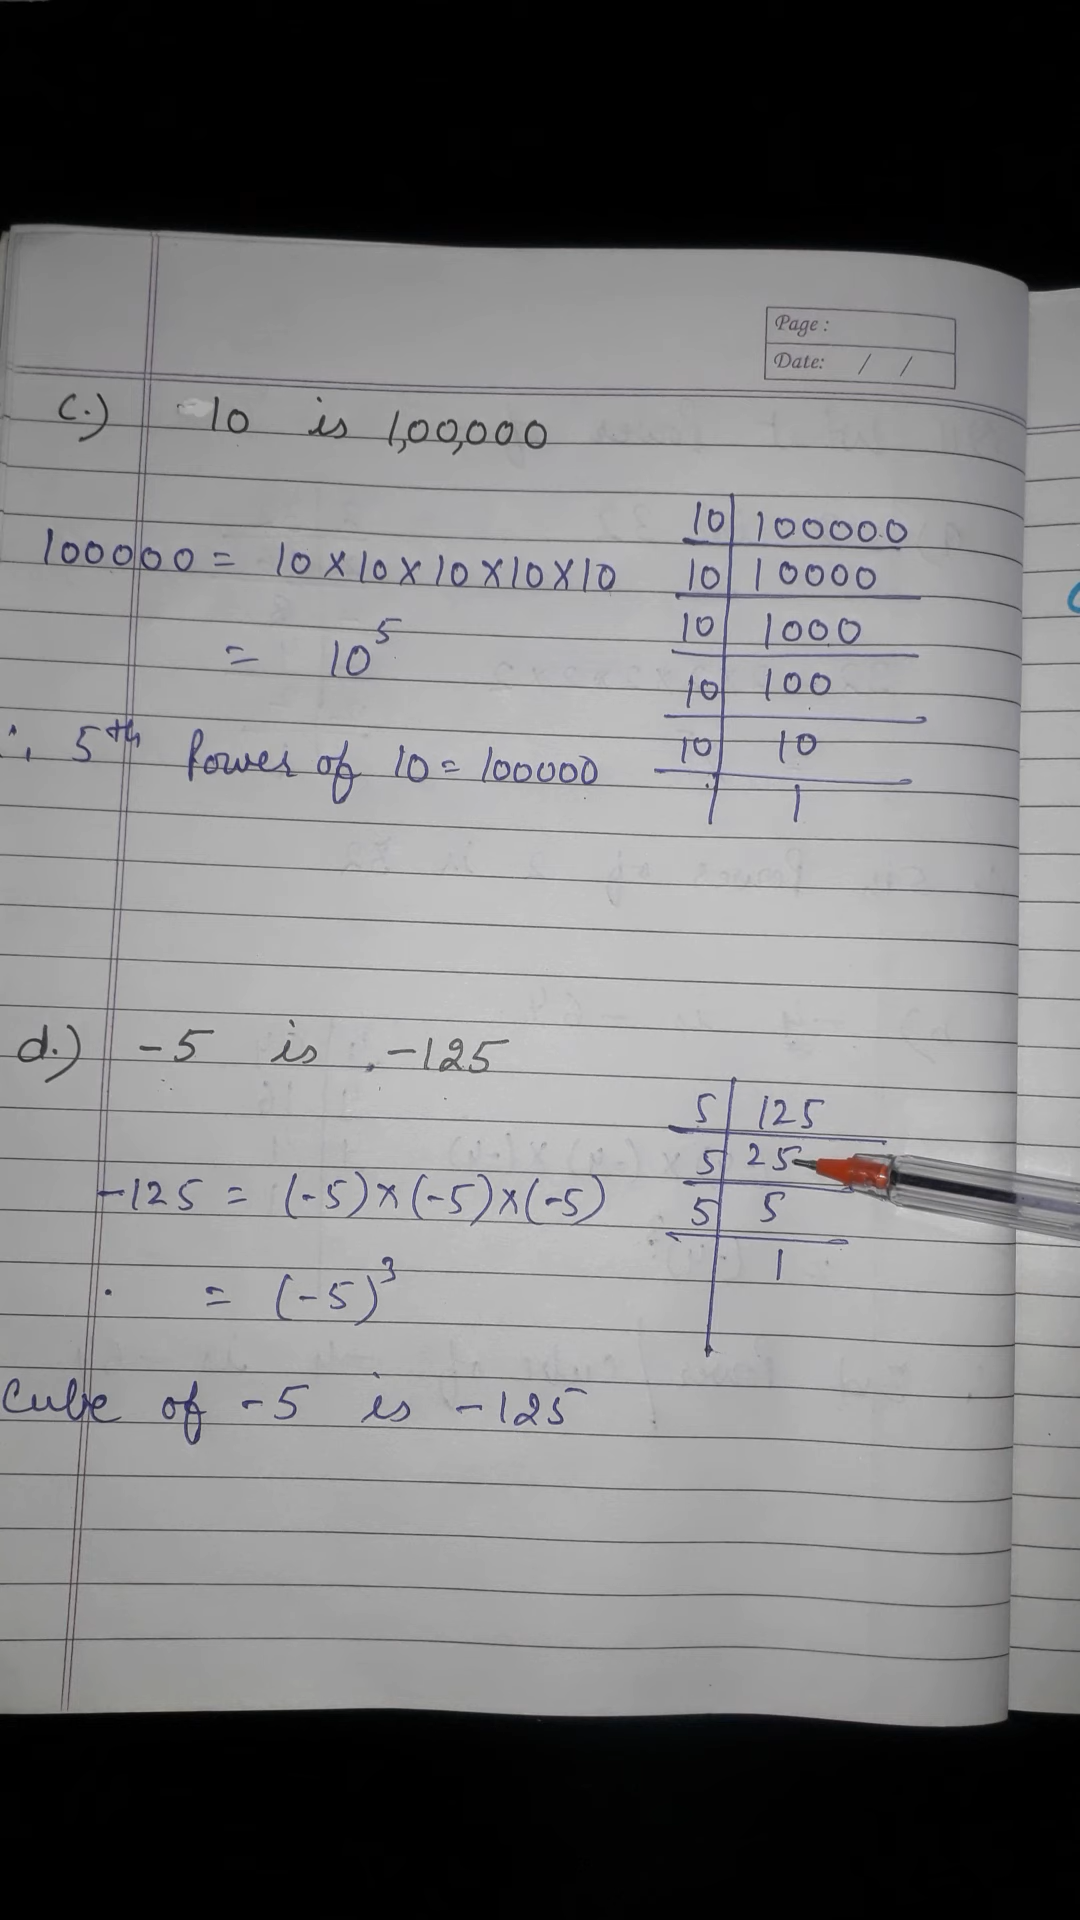 Page :
Date: / /
c.) 10 is 1,00,000
100000 = 10 × 10 × 10 × 10 × 10
= 10⁵
∴ 5th Power of 10 = 100000
10 | 100000
10 | 10000
10 | 1000
10 | 100
10 | 10
| 1
d.) -5 is -125
-125 = (-5) × (-5) × (-5)
= (-5)³
Cube of -5 is -125
5 | 125
5 | 25
5 | 5
| 1